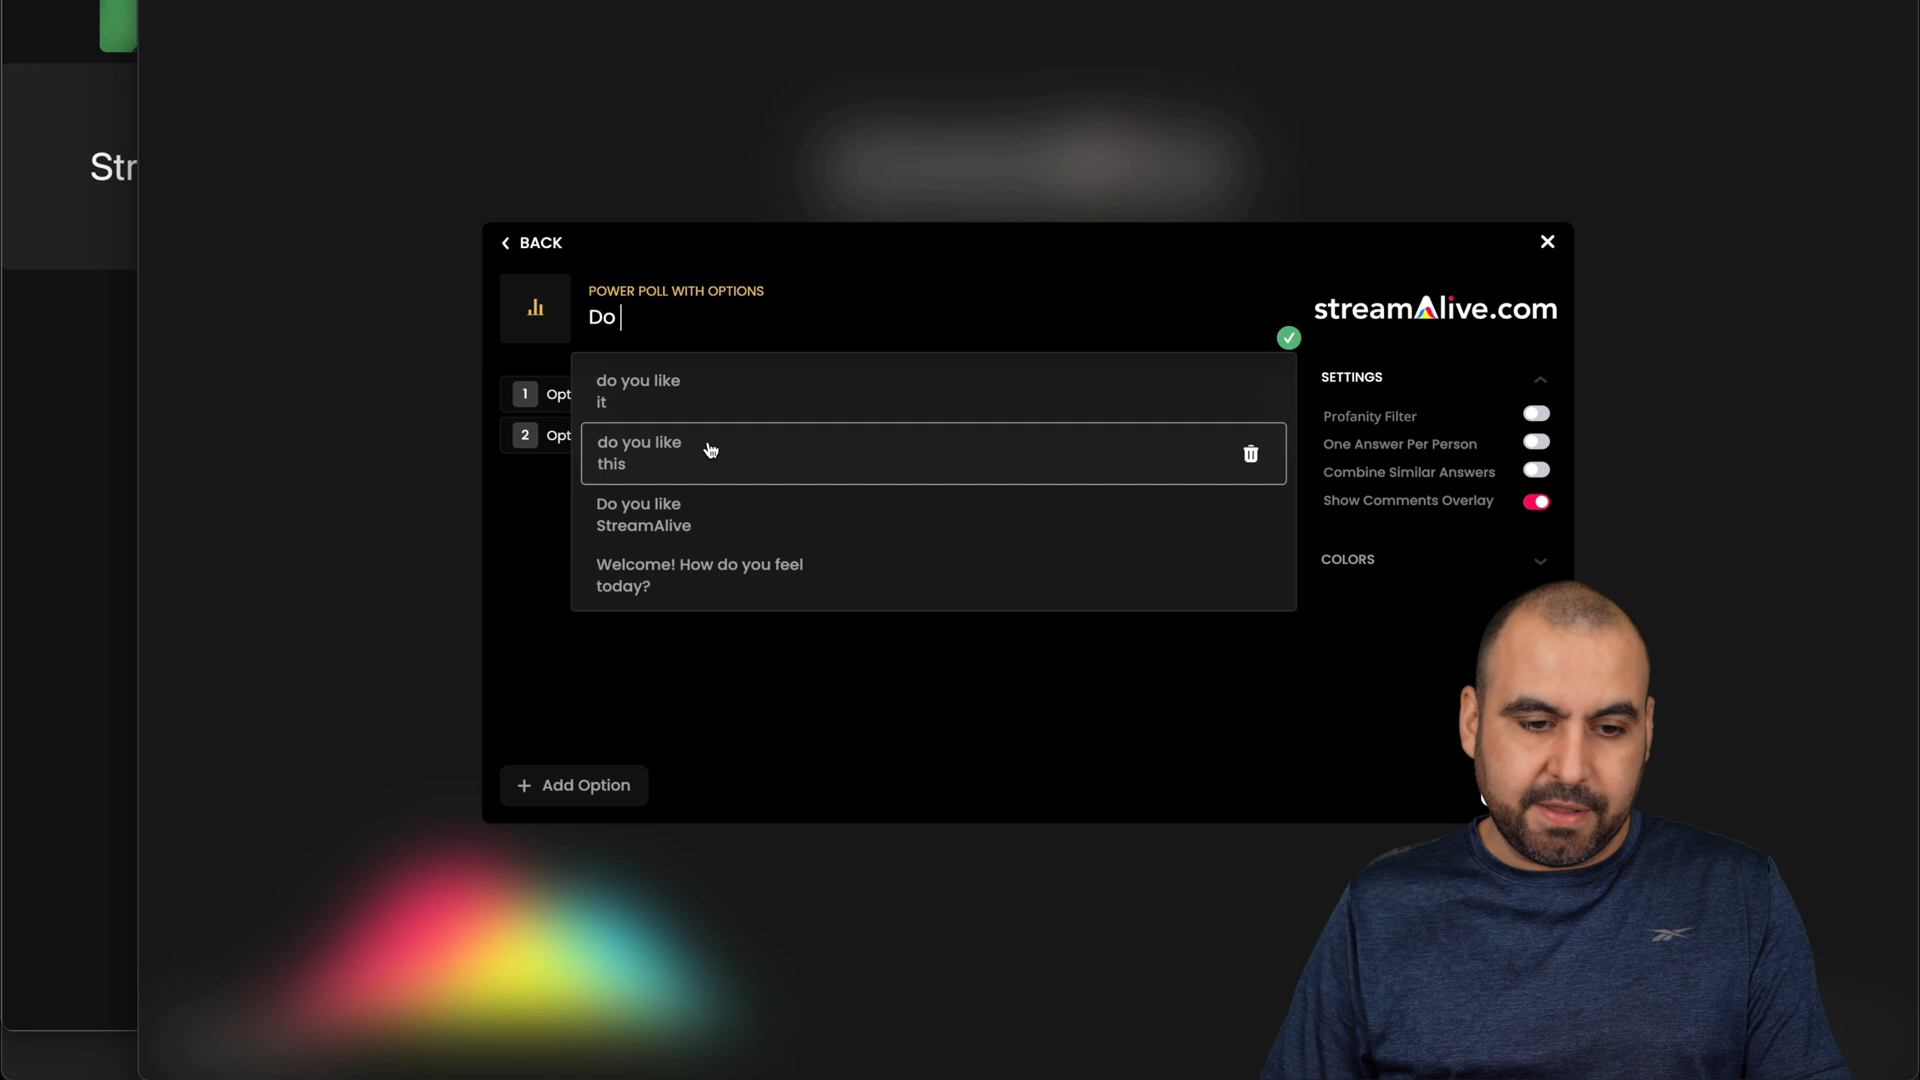 Str
BACK
POWER POLL WITH OPTIONS
Do
streamAlive.com
1 Opt
2 Opt
do you like
it
do you like
this
Do you like
StreamAlive
Welcome! How do you feel
today?
SETTINGS
Profanity Filter
One Answer Per Person
Combine Similar Answers
Show Comments Overlay
COLORS
+ Add Option